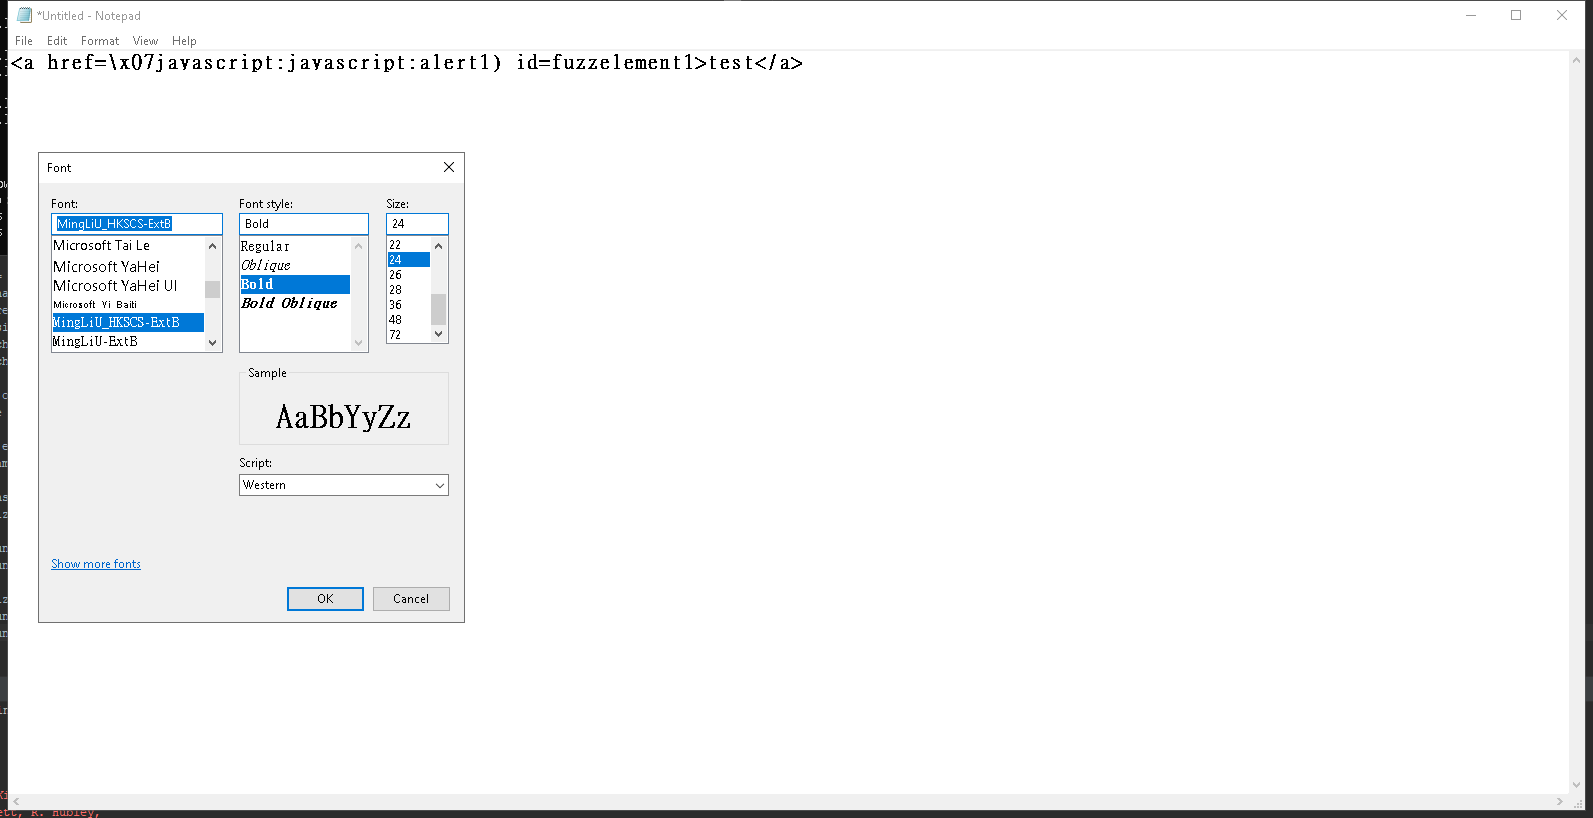 *Untitled - Notepad
File Edit Format View Help
<a href=\x07javascript:javascript:alert1) id=fuzzelement1>test</a>
Font
Font: Font style: Size:
MingLiU_HKSCS-ExtB Bold 24
Microsoft Tai Le Regular 22
Microsoft YaHei Oblique 24
Microsoft YaHei UI Bold 26
Microsoft Yi Baiti Bold Oblique 28
MingLiU_HKSCS-ExtB 36
MingLiU-ExtB 48
72
Sample
AaBbYyZz
Script:
Western
Show more fonts
OK Cancel
R. Hubley,